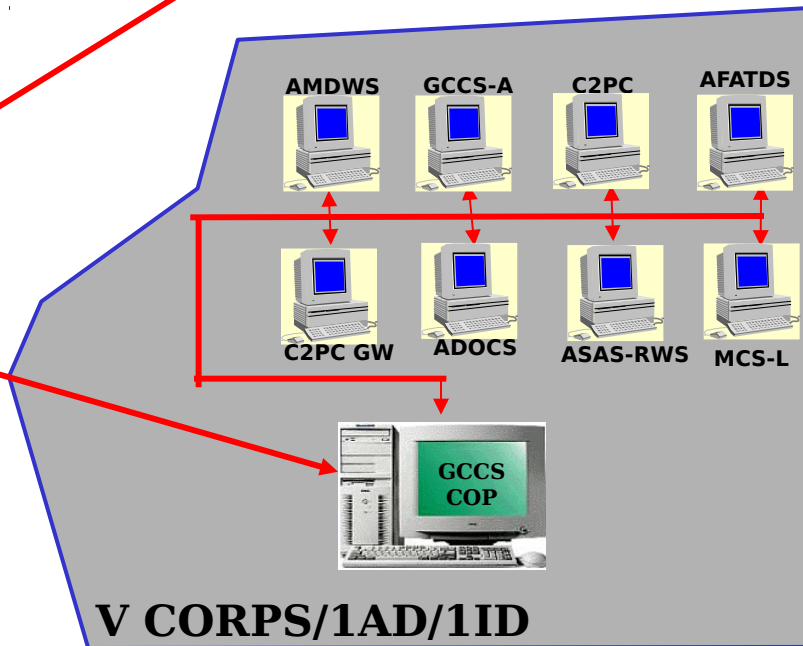 AMDWS GCCS-A C2PC AFATDS
C2PC GW ADOCS ASAS-RWS MCS-L
GCCS
COP
V CORPS/1AD/1ID